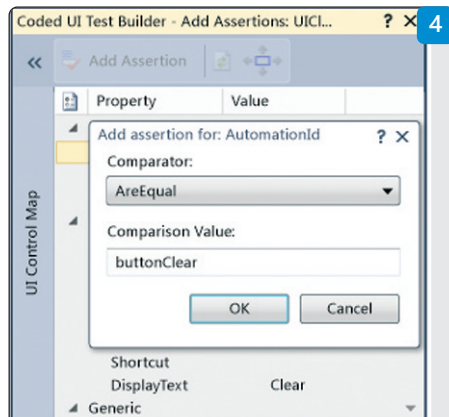 Coded UI Test Builder - Add Assertions: UICl... ? X
4
« Add Assertion
Property Value
Add assertion for: AutomationId ? X
Comparator:
AreEqual
UI Control Map
Comparison Value:
buttonClear
OK Cancel
Shortcut
DisplayText Clear
Generic